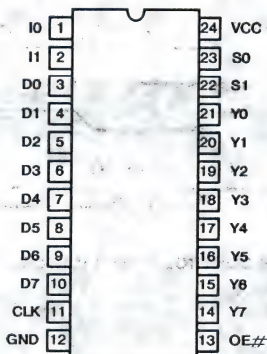 I0 1 24 VCC
I1 2 23 S0
D0 3 22 S1
D1 4 21 Y0
D2 5 20 Y1
D3 6 19 Y2
D4 7 18 Y3
D5 8 17 Y4
D6 9 16 Y5
D7 10 15 Y6
CLK 11 14 Y7
GND 12 13 OE#